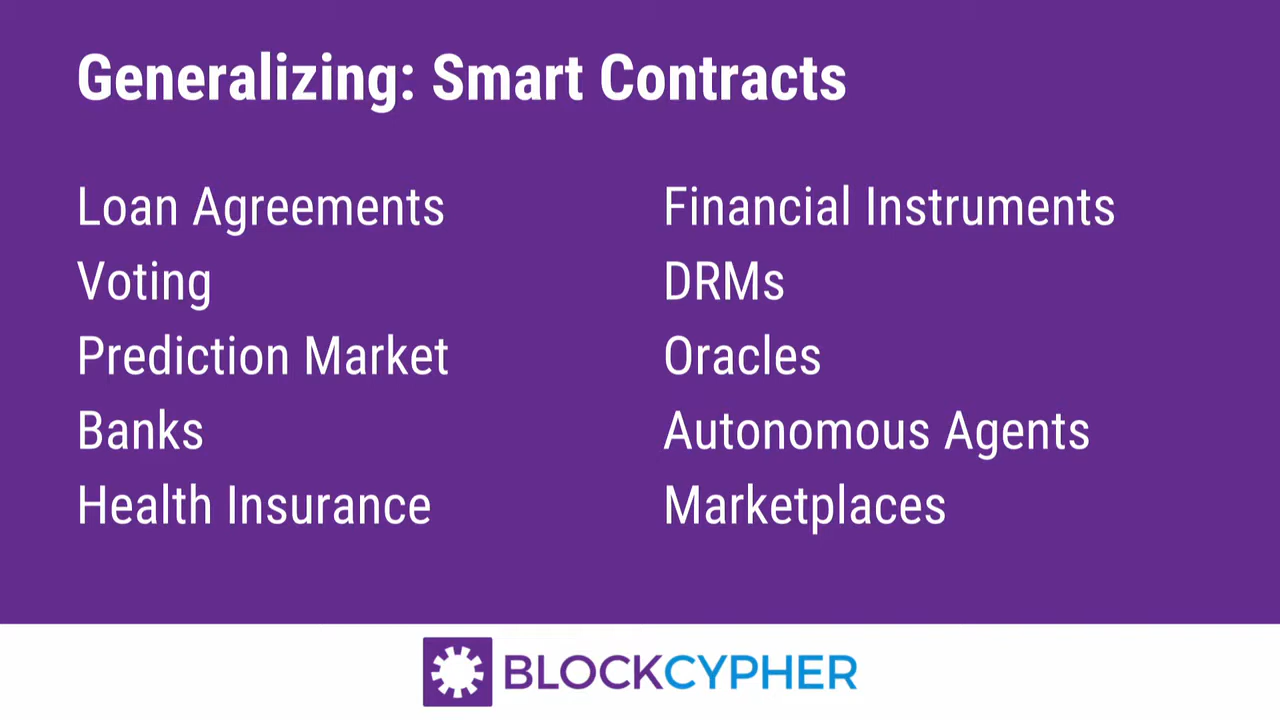 Generalizing: Smart Contracts
Loan Agreements
Voting
Prediction Market
Banks
Health Insurance
Financial Instruments
DRMs
Oracles
Autonomous Agents
Marketplaces
BLOCKCYPHER